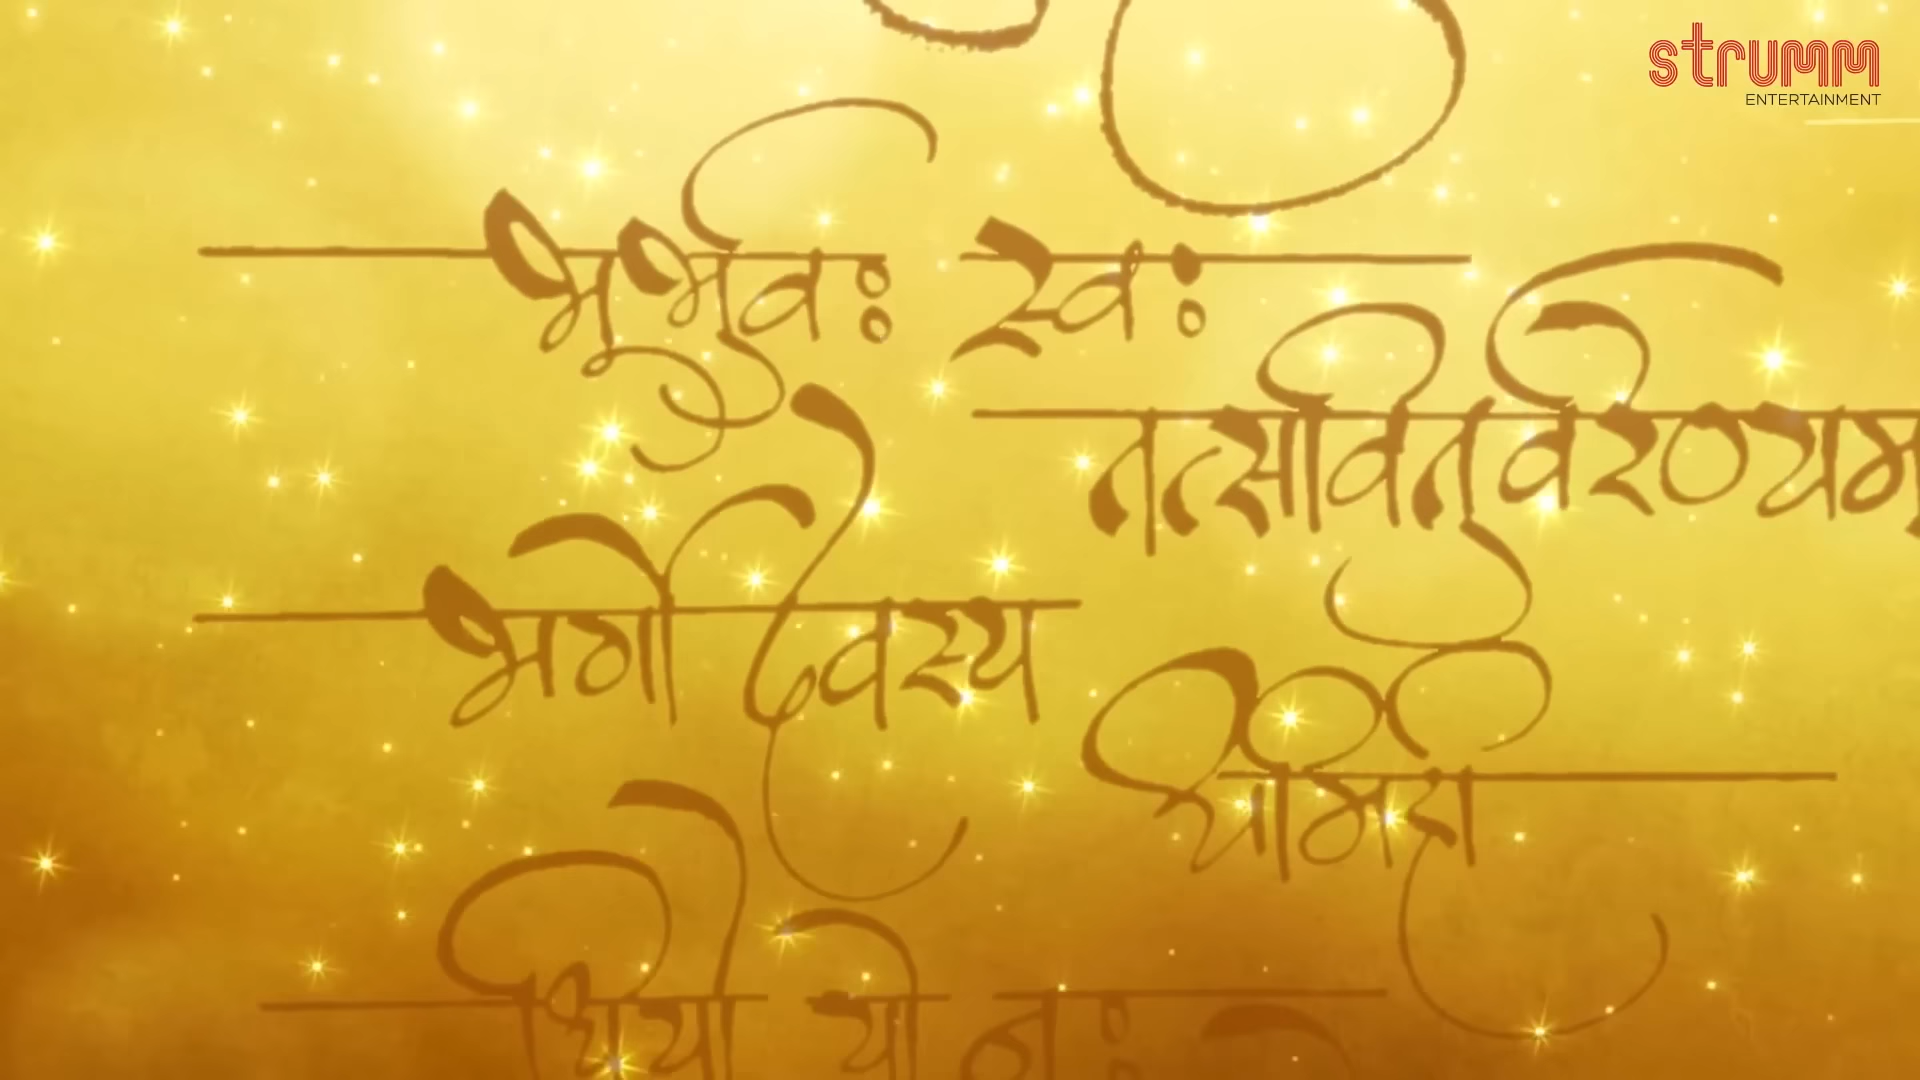 strumm
ENTERTAINMENT
भुर्भुवः स्वः
तत्सवितुर्वरेण्यम
भर्गो देवस्य
धीमही
धियो यो नः